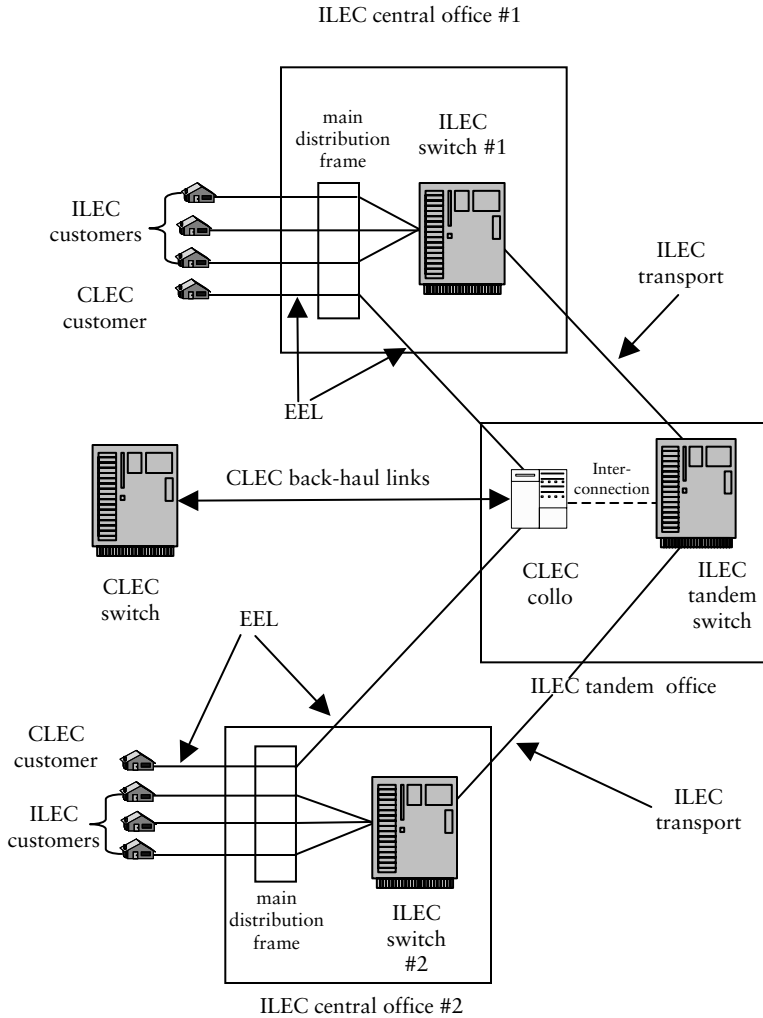 ILEC central office #1
main
distribution
frame
ILEC
switch #1
ILEC
customers
CLEC
customer
ILEC
transport
EEL
CLEC back-haul links
Inter-
connection
CLEC
switch
CLEC
collo
ILEC
tandem
switch
EEL
ILEC tandem office
CLEC
customer
ILEC
customers
ILEC
transport
main
distribution
frame
ILEC
switch
#2
ILEC central office #2